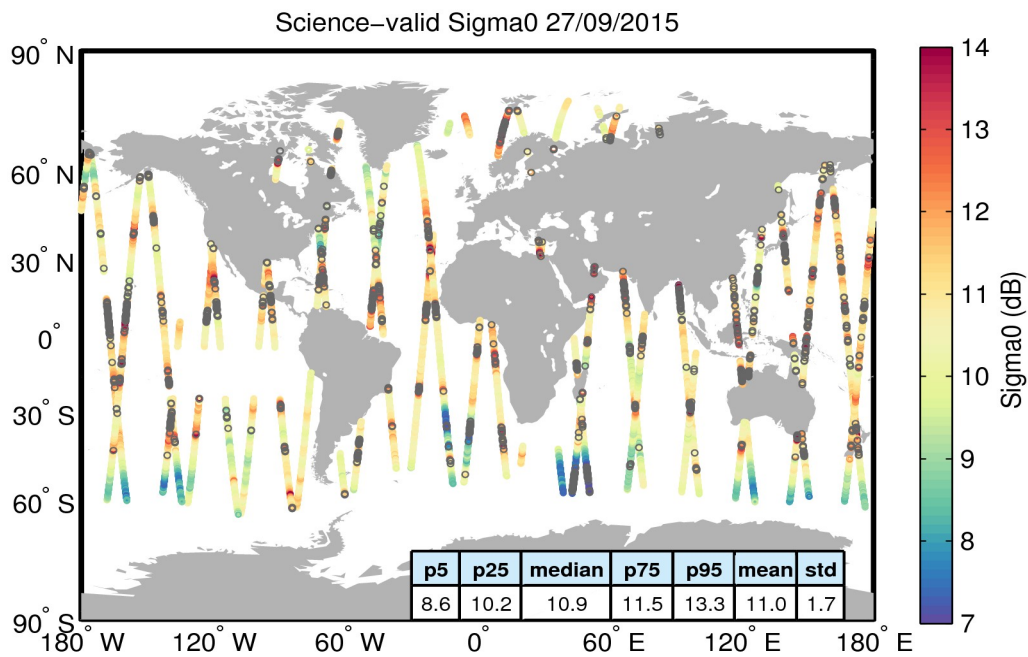 Science−valid Sigma0 27/09/2015
90° N
60° N
30° N
0°
30° S
60° S
90° S
180° W
120° W
60° W
0°
60° E
120° E
180° E
14
13
12
11
10
9
8
7
Sigma0 (dB)
p5 p25 median p75 p95 mean std
8.6 10.2 10.9 11.5 13.3 11.0 1.7